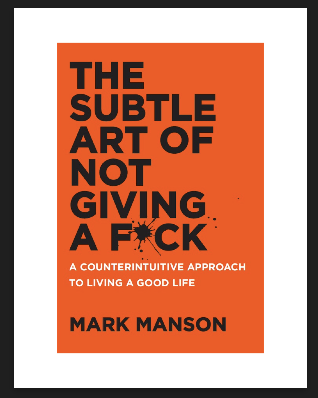 THE
SUBTLE
ART OF
NOT
GIVING
A F*CK
A COUNTERINTUITIVE APPROACH
TO LIVING A GOOD LIFE
MARK MANSON